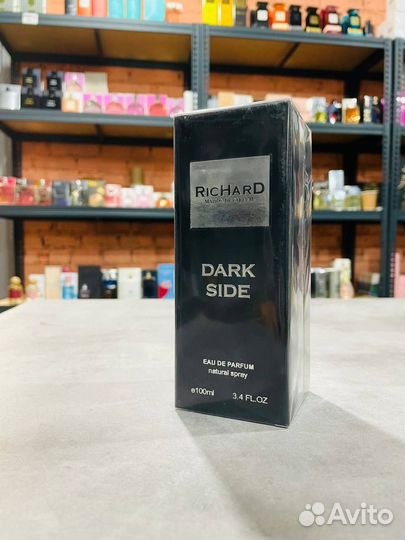 RICHARD
MAISON DE PARFUM
DARK
SIDE
EAU DE PARFUM
natural spray
e100ml 3.4 FL.OZ
Avito